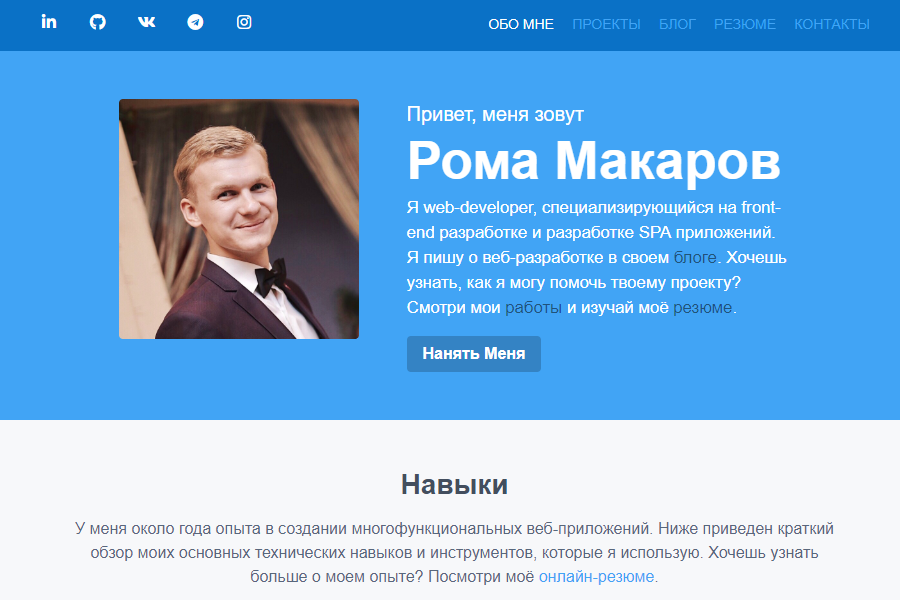 ОБО МНЕ ПРОЕКТЫ БЛОГ РЕЗЮМЕ КОНТАКТЫ
Привет, меня зовут
Рома Макаров
Я web-developer, специализирующийся на front-
end разработке и разработке SPA приложений.
Я пишу о веб-разработке в своем блоге. Хочешь
узнать, как я могу помочь твоему проекту?
Смотри мои работы и изучай моё резюме.
Нанять Меня
Навыки
У меня около года опыта в создании многофункциональных веб-приложений. Ниже приведен краткий
обзор моих основных технических навыков и инструментов, которые я использую. Хочешь узнать
больше о моем опыте? Посмотри моё онлайн-резюме.